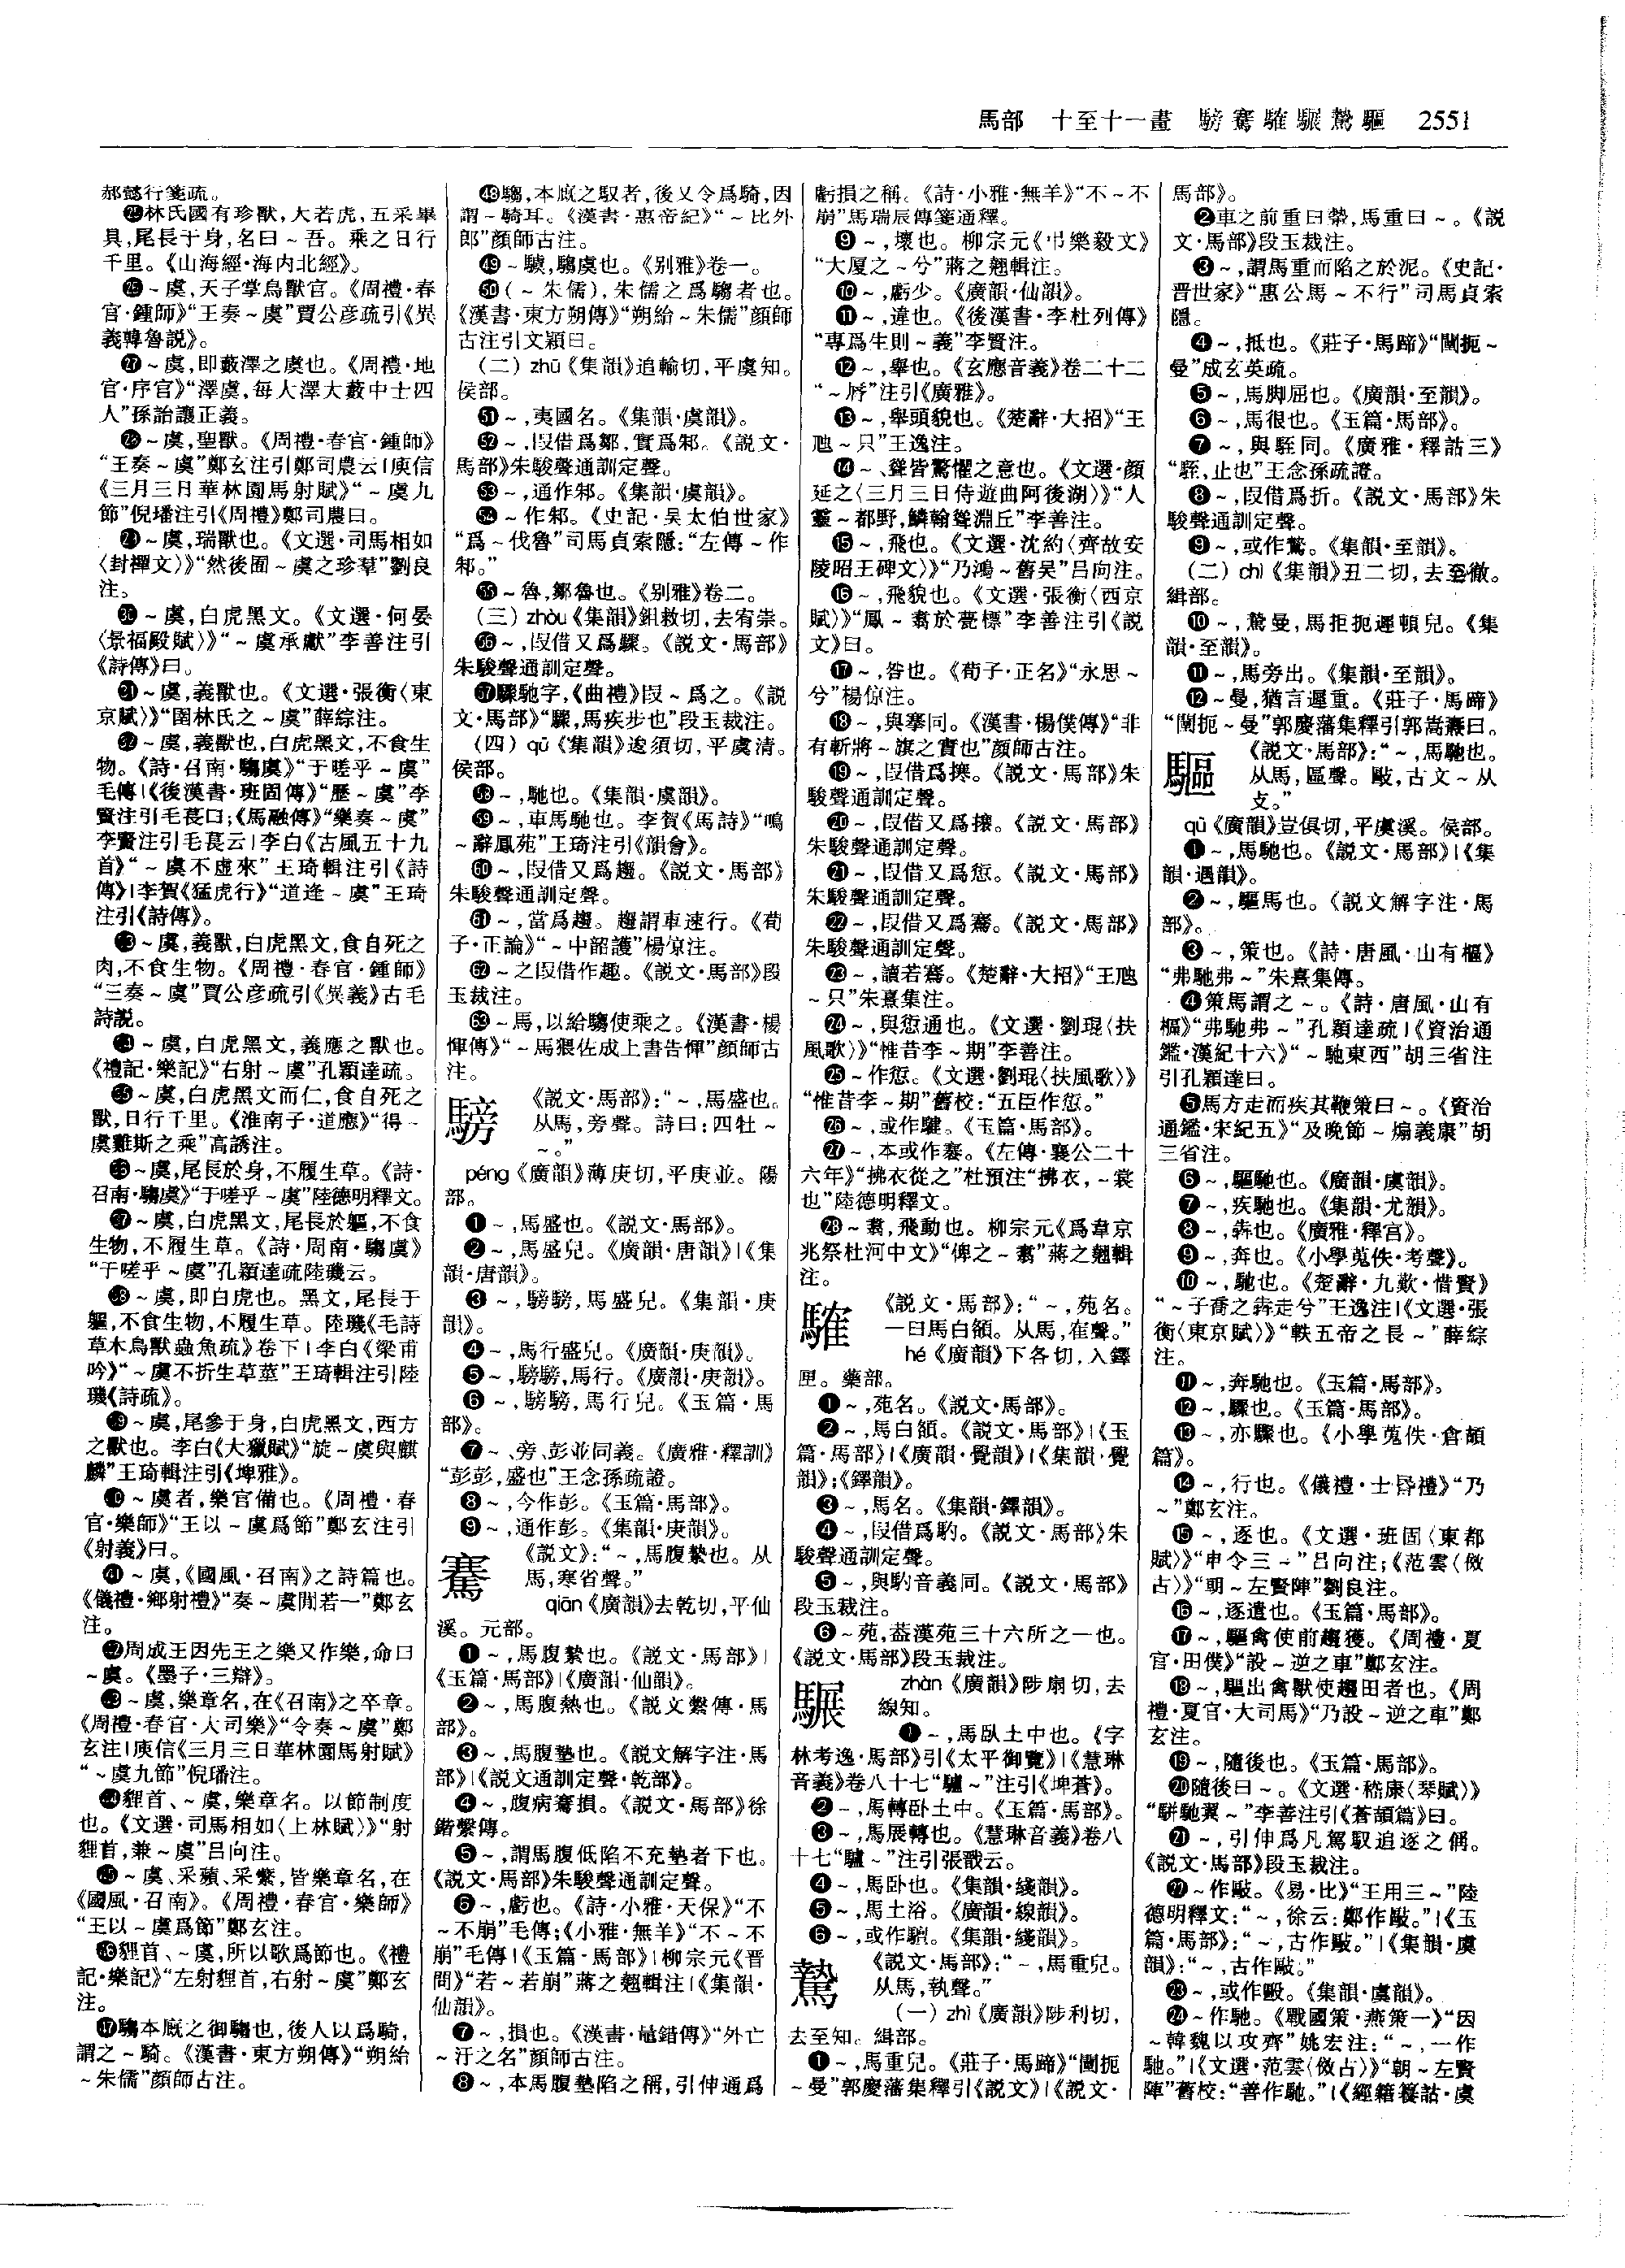 馬部　十至十一畫　騯騫騅驏騺驅　2551
郝懿行箋疏。
㉔林氏國有珍獸,大若虎,五采畢
具,尾長于身,名曰~吾。乘之日行
千里。《山海經·海内北經》。
~虞,天子掌鳥獸官。《周禮·春
官·鍾師》“王奏~虞”賈公彦疏引《異
義韓魯説》。
㉗~虞,即藪澤之虞也。《周禮·地
官·序官》“澤虞,每大澤大藪中士四
人”孫詒讓正義。
㉘~虞,聖獸。《周禮·春官·鍾師》
“王奏~虞”鄭玄注引鄭司農云|庾信
《三月三日華林園馬射賦》“~虞九
節”倪璠注引《周禮》鄭司農曰。
㉙~虞,瑞獸也。《文選·司馬相如
〈封禪文〉》“然後囿~虞之珍羣”劉良
注。
㉚~虞,白虎黑文。《文選·何晏
〈景福殿賦〉》“~虞承獻”李善注引
《詩傳》曰。
㉛~虞,義獸也。《文選·張衡〈東
京賦〉》“圄林氏之~虞”薛綜注。
㉜~虞,義獸也,白虎黑文,不食生
物。《詩·召南·騶虞》“于嗟乎~虞”
毛傳|《後漢書·班固傳》“歷~虞”李
賢注引毛萇曰;《馬融傳》“樂奏~虞”
李賢注引毛萇云|李白《古風五十九
首》“~虞不虚來”王琦輯注引《詩
傳》|李賀《猛虎行》“道逢~虞”王琦
注引《詩傳》。
㉝~虞,義獸,白虎黑文,食自死之
肉,不食生物。《周禮·春官·鍾師》
“三奏~虞”賈公彦疏引《異義》古毛
詩説。
㉞~虞,白虎黑文,義應之獸也。
《禮記·樂記》“右射~虞”孔穎達疏。
㉟~虞,白虎黑文而仁,食自死之
獸,日行千里。《淮南子·道應》“得~
虞雞斯之乘”高誘注。
㊱~虞,尾長於身,不履生草。《詩·
召南·騶虞》“于嗟乎~虞”陸德明釋文。
㊲~虞,白虎黑文,尾長於軀,不食
生物,不履生草。《詩·周南·騶虞》
“于嗟乎~虞”孔穎達疏陸璣云。
㊳~虞,即白虎也。黑文,尾長于
軀,不食生物,不履生草。陸璣《毛詩
草木鳥獸蟲魚疏》卷下|李白《梁甫
吟》“~虞不折生草莖”王琦輯注引陸
璣《詩疏》。
㊴~虞,尾參于身,白虎黑文,西方
之獸也。李白《大獵賦》“旋~虞與麒
麟”王琦輯注引《埤雅》。
㊵~虞者,樂官備也。《周禮·春
官·樂師》“王以~虞爲節”鄭玄注引
《射義》曰。
㊶~虞,《國風·召南》之詩篇也。
《儀禮·鄉射禮》“奏~虞閒若一”鄭玄
注。
㊷周成王因先王之樂又作樂,命曰
~虞。《墨子·三辯》。
㊸~虞,樂章名,在《召南》之卒章。
《周禮·春官·大司樂》“令奏~虞”鄭
玄注|庾信《三月三日華林園馬射賦》
“~虞九節”倪璠注。
㊹貍首、~虞,樂章名。以節制度
也。《文選·司馬相如〈上林賦〉》“射
貍首,兼~虞”吕向注。
㊺~虞、采蘋、采蘩,皆樂章名,在
《國風·召南》。《周禮·春官·樂師》
“王以~虞爲節”鄭玄注。
㊻貍首、~虞,所以歌爲節也。《禮
記·樂記》“左射貍首,右射~虞”鄭玄
注。
㊼騶本廄之御騶也,後人以爲騎,
謂之~騎。《漢書·東方朔傳》“朔紿
~朱儒”顔師古注。
㊽騶,本廄之馭者,後又令爲騎,因
謂~騎耳。《漢書·惠帝紀》“~比外
郎”顔師古注。
㊾~䮷,騶虞也。《别雅》卷一。
㊿(~朱儒),朱儒之爲騶者也。
《漢書·東方朔傳》“朔紿~朱儒”顔師
古注引文穎曰。
(二) zhū《集韻》追輸切,平虞知。
侯部。
51~,夷國名。《集韻·虞韻》。
52~,叚借爲鄒,實爲邾。《説文·
馬部》朱駿聲通訓定聲。
53~,通作邾。《集韻·虞韻》。
54~作邾。《史記·吴太伯世家》
“爲~伐魯”司馬貞索隱:“左傳~作
邾。”
55~魯,鄒魯也。《别雅》卷二。
(三) zhòu《集韻》鉏救切,去宥崇。
56~,叚借又爲驟。《説文·馬部》
朱駿聲通訓定聲。
57驟馳字,《曲禮》叚~爲之。《説
文·馬部》“驟,馬疾步也”段玉裁注。
(四) qū《集韻》逡須切,平虞清。
侯部。
58~,馳也。《集韻·虞韻》。
59~,車馬馳也。李賀《馬詩》“鳴
~辭鳳苑”王琦注引《韻會》。
60~,叚借又爲趨。《説文·馬部》
朱駿聲通訓定聲。
61~,當爲趨。趨謂車速行。《荀
子·正論》“~中韶護”楊倞注。
62~之叚借作趣。《説文·馬部》段
玉裁注。
63~馬,以給騶使乘之。《漢書·楊
惲傳》“~馬猥佐成上書告惲”顔師古
注。
騯　《説文·馬部》:“~,馬盛也。
从馬,旁聲。詩曰:四牡~
~。”
péng《廣韻》薄庚切,平庚並。陽
部。
❶~,馬盛也。《説文·馬部》。
❷~,馬盛皃。《廣韻·唐韻》|《集
韻·唐韻》。
❸~,騯騯,馬盛皃。《集韻·庚
韻》。
❹~,馬行盛皃。《廣韻·庚韻》。
❺~,騯騯,馬行。《廣韻·庚韻》。
❻~,騯騯,馬行皃。《玉篇·馬
部》。
❼~、旁、彭並同義。《廣雅·釋訓》
“彭彭,盛也”王念孫疏證。
❽~,今作彭。《玉篇·馬部》。
❾~,通作彭。《集韻·庚韻》。
騫　《説文》:“~,馬腹縶也。从
馬,寒省聲。”
qiān《廣韻》去乾切,平仙
溪。元部。
❶~,馬腹縶也。《説文·馬部》|
《玉篇·馬部》|《廣韻·仙韻》。
❷~,馬腹熱也。《説文繫傳·馬
部》。
❸~,馬腹墊也。《説文解字注·馬
部》|《説文通訓定聲·乾部》。
❹~,腹病騫損。《説文·馬部》徐
鍇繫傳。
❺~,謂馬腹低陷不充墊者下也。
《説文·馬部》朱駿聲通訓定聲。
❻~,虧也。《詩·小雅·天保》“不
~不崩”毛傳;《小雅·無羊》“不~不
崩”毛傳|《玉篇·馬部》|柳宗元《晋
問》“若~若崩”蔣之翹輯注|《集韻·
仙韻》。
❼~,損也。《漢書·鼂錯傳》“外亡
~汙之名”顔師古注。
❽~,本馬腹墊陷之稱,引伸通爲
虧損之稱。《詩·小雅·無羊》“不~不
崩”馬瑞辰傳箋通釋。
❾~,壞也。柳宗元《弔樂毅文》
“大厦之~兮”蔣之翹輯注。
❿~,虧少。《廣韻·仙韻》。
⓫~,違也。《後漢書·李杜列傳》
“專爲生則~義”李賢注。
⓬~,舉也。《玄應音義》卷二十二
“~脟”注引《廣雅》。
⓭~,舉頭貌也。《楚辭·大招》“王
虺~只”王逸注。
⓮~、聳皆驚懼之意也。《文選·顔
延之〈三月三日侍遊曲阿後湖〉》“人
靈~都野,鱗翰聳淵丘”李善注。
⓯~,飛也。《文選·沈約〈齊故安
陵昭王碑文〉》“乃鴻~舊吴”吕向注。
⓰~,飛貌也。《文選·張衡〈西京
賦〉》“鳳~翥於甍標”李善注引《説
文》曰。
⓱~,咎也。《荀子·正名》“永思~
兮”楊倞注。
⓲~,與搴同。《漢書·楊僕傳》“非
有斬將~旗之實也”顔師古注。
⓳~,叚借爲攓。《説文·馬部》朱
駿聲通訓定聲。
⓴~,叚借又爲攐。《説文·馬部》
朱駿聲通訓定聲。
㉑~,叚借又爲愆。《説文·馬部》
朱駿聲通訓定聲。
㉒~,叚借又爲騫。《説文·馬部》
朱駿聲通訓定聲。
㉓~,讀若騫。《楚辭·大招》“王虺
~只”朱熹集注。
㉔~,與愆通也。《文選·劉琨〈扶
風歌〉》“惟昔李~期”李善注。
㉕~作愆。《文選·劉琨〈扶風歌〉》
“惟昔李~期”舊校:“五臣作愆。”
㉖~,或作䮿。《玉篇·馬部》。
㉗~,本或作褰。《左傳·襄公二十
六年》“拂衣從之”杜預注“拂衣,~裳
也”陸德明釋文。
㉘~翥,飛動也。柳宗元《爲韋京
兆祭杜河中文》“俾之~翥”蔣之翹輯
注。
䮤　《説文·馬部》:“~,苑名。
一曰馬白頟。从馬,隺聲。”
hé《廣韻》下各切,入鐸
匣。藥部。
❶~,苑名。《説文·馬部》。
❷~,馬白頟。《説文·馬部》|《玉
篇·馬部》|《廣韻·覺韻》|《集韻·覺
韻》;《鐸韻》。
❸~,馬名。《集韻·鐸韻》。
❹~,叚借爲馰。《説文·馬部》朱
駿聲通訓定聲。
❺~,與馰音義同。《説文·馬部》
段玉裁注。
❻~苑,葢漢苑三十六所之一也。
《説文·馬部》段玉裁注。
驏　zhàn《廣韻》陟扇切,去
線知。
❶~,馬臥土中也。《字
林考逸·馬部》引《太平御覽》|《慧琳
音義》卷八十七“驢~”注引《埤蒼》。
❷~,馬轉卧土中。《玉篇·馬部》。
❸~,馬展轉也。《慧琳音義》卷八
十七“驢~”注引張戩云。
❹~,馬卧也。《集韻·綫韻》。
❺~,馬土浴。《廣韻·線韻》。
❻~,或作驙。《集韻·綫韻》。
騺　《説文·馬部》:“~,馬重皃。
从馬,執聲。”
(一) zhì《廣韻》陟利切,
去至知。緝部。
❶~,馬重皃。《莊子·馬蹄》“闉扼
~曼”郭慶藩集釋引《説文》|《説文·
馬部》。
❷車之前重曰蟄,馬重曰~。《説
文·馬部》段玉裁注。
❸~,謂馬重而陷之於泥。《史記·
晋世家》“惠公馬~不行”司馬貞索
隱。
❹~,抵也。《莊子·馬蹄》“闉扼~
曼”成玄英疏。
❺~,馬脚屈也。《廣韻·至韻》。
❻~,馬很也。《玉篇·馬部》。
❼~,與駤同。《廣雅·釋詁三》
“駤,止也”王念孫疏證。
❽~,叚借爲折。《説文·馬部》朱
駿聲通訓定聲。
❾~,或作鷙。《集韻·至韻》。
(二) chì《集韻》丑二切,去至徹。
緝部。
❿~,騺曼,馬拒扼遲頓皃。《集
韻·至韻》。
⓫~,馬旁出。《集韻·至韻》。
⓬~曼,猶言遲重。《莊子·馬蹄》
“闉扼~曼”郭慶藩集釋引郭嵩燾曰。
驅　《説文·馬部》:“~,馬馳也。
从馬,區聲。敺,古文~从
攴。”
qū《廣韻》豈俱切,平虞溪。侯部。
❶~,馬馳也。《説文·馬部》|《集
韻·遇韻》。
❷~,驅馬也。《説文解字注·馬
部》。
❸~,策也。《詩·唐風·山有樞》
“弗馳弗~”朱熹集傳。
❹策馬謂之~。《詩·唐風·山有
樞》“弗馳弗~”孔穎達疏|《資治通
鑑·漢紀十六》“~馳東西”胡三省注
引孔穎達曰。
❺馬方走而疾其鞭策曰~。《資治
通鑑·宋紀五》“及晚節~煽義康”胡
三省注。
❻~,驅馳也。《廣韻·虞韻》。
❼~,疾馳也。《集韻·尤韻》。
❽~,犇也。《廣雅·釋宫》。
❾~,奔也。《小學蒐佚·考聲》。
❿~,馳也。《楚辭·九歎·惜賢》
“~子喬之犇走兮”王逸注|《文選·張
衡〈東京賦〉》“軼五帝之長~”薛綜
注。
⓫~,奔馳也。《玉篇·馬部》。
⓬~,驟也。《玉篇·馬部》。
⓭~,亦驟也。《小學蒐佚·倉頡
篇》。
⓮~,行也。《儀禮·士昏禮》“乃
~”鄭玄注。
⓯~,逐也。《文選·班固〈東都
賦〉》“申令三~”吕向注;《范雲〈傚
古〉》“朝~左賢陣”劉良注。
⓰~,逐遣也。《玉篇·馬部》。
⓱~,驅禽使前趨獲。《周禮·夏
官·田僕》“設~逆之車”鄭玄注。
⓲~,驅出禽獸使趨田者也。《周
禮·夏官·大司馬》“乃設~逆之車”鄭
玄注。
⓳~,隨後也。《玉篇·馬部》。
⓴隨後曰~。《文選·嵇康〈琴賦〉》
“駢馳翼~”李善注引《蒼頡篇》曰。
㉑~,引伸爲凡駕馭追逐之偁。
《説文·馬部》段玉裁注。
㉒~作敺。《易·比》“王用三~”陸
德明釋文:“~,徐云:鄭作敺。”|《玉
篇·馬部》:“~,古作敺。”|《集韻·虞
韻》:“~,古作敺。”
㉓~,或作毆。《集韻·虞韻》。
㉔~作馳。《戰國策·燕策一》“因
~韓魏以攻齊”姚宏注:“~,一作
馳。”|《文選·范雲〈傚古〉》“朝~左賢
陣”舊校:“善作馳。”|《經籍籑詁·虞